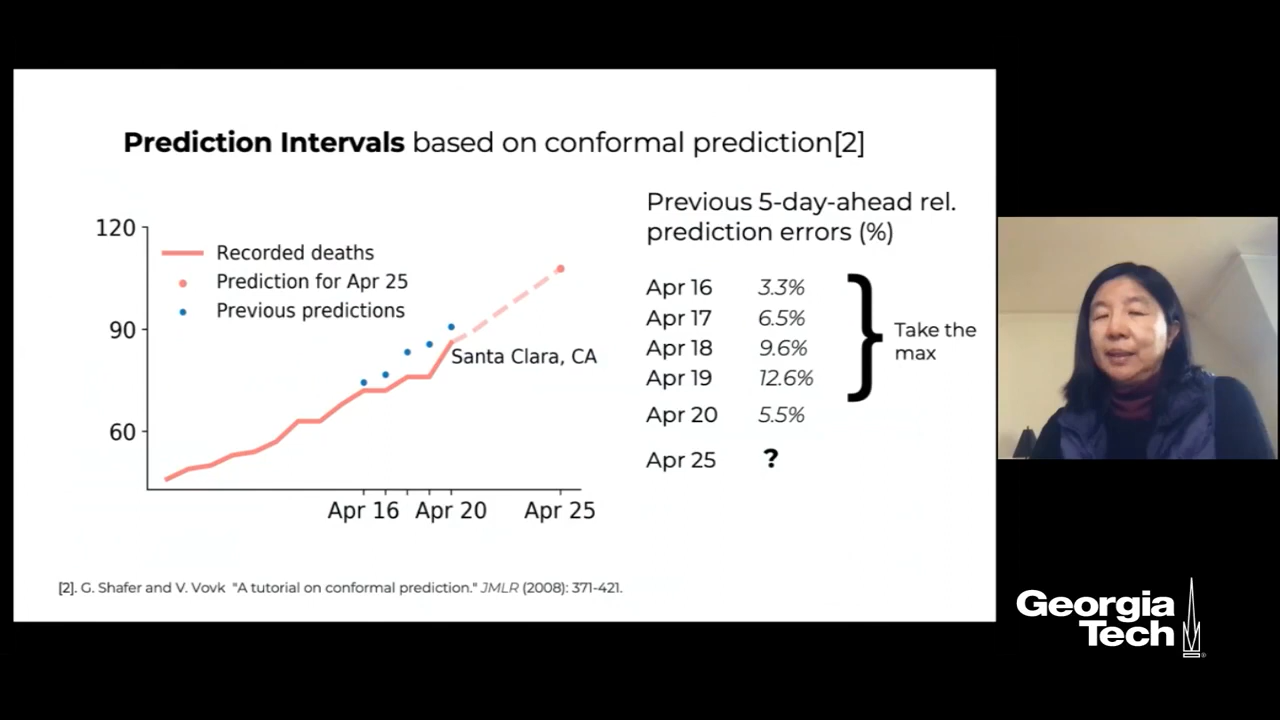 Prediction Intervals based on conformal prediction[2]
120
90
60
Recorded deaths
Prediction for Apr 25
Previous predictions
Santa Clara, CA
Apr 16
Apr 20
Apr 25
Previous 5-day-ahead rel.
prediction errors (%)
Apr 16 3.3%
Apr 17 6.5%
Apr 18 9.6%
Apr 19 12.6%
Apr 20 5.5%
Apr 25 ?
Take the
max
[2]. G. Shafer and V. Vovk "A tutorial on conformal prediction." JMLR (2008): 371-421.
Georgia
Tech